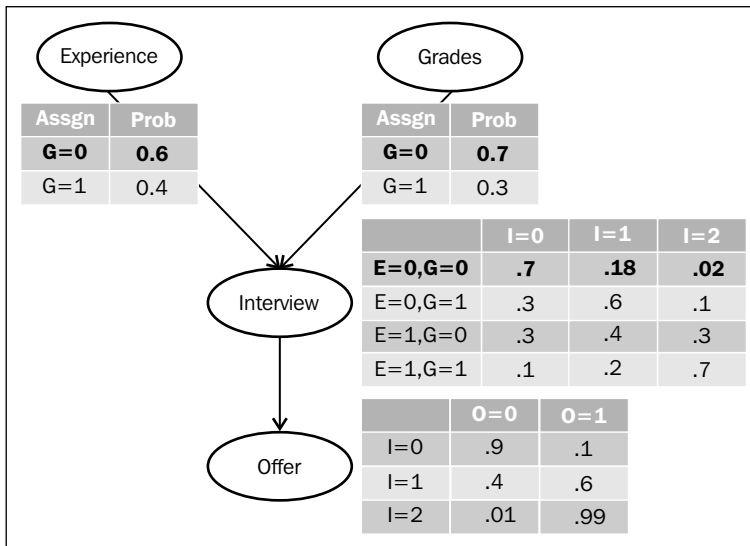 Experience
Grades
Assgn Prob
G=0 0.6
G=1 0.4
Assgn Prob
G=0 0.7
G=1 0.3
I=0 I=1 I=2
E=0,G=0 .7 .18 .02
E=0,G=1 .3 .6 .1
E=1,G=0 .3 .4 .3
E=1,G=1 .1 .2 .7
Interview
O=0 O=1
I=0 .9 .1
I=1 .4 .6
I=2 .01 .99
Offer